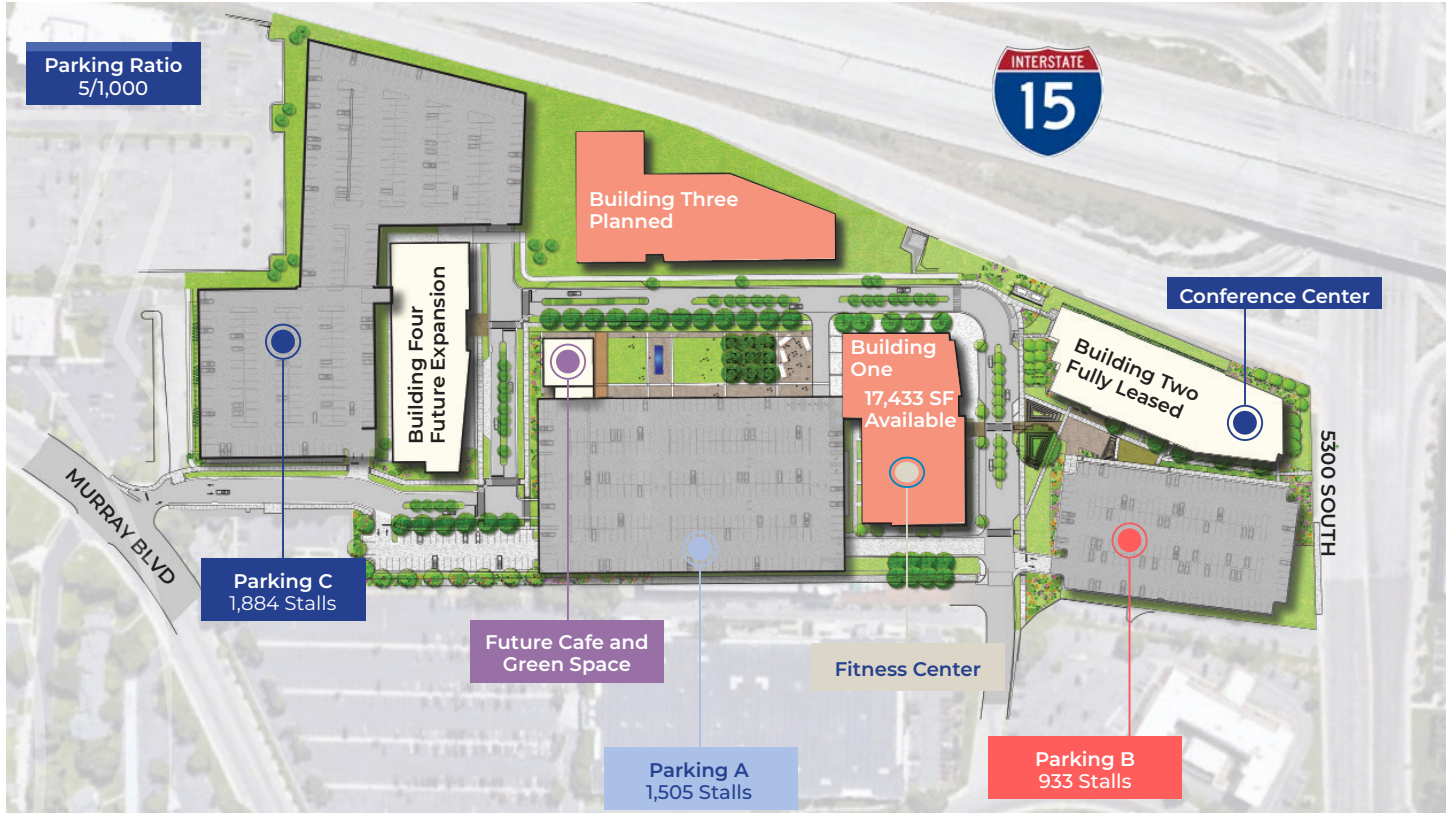 Parking Ratio
5/1,000
INTERSTATE
15
Building Three
Planned
Conference Center
Building Four
Future Expansion
Building
One
17,433 SF
Available
Building Two
Fully Leased
5300 SOUTH
MURRAY BLVD
Parking C
1,884 Stalls
Future Cafe and
Green Space
Fitness Center
Parking A
1,505 Stalls
Parking B
933 Stalls